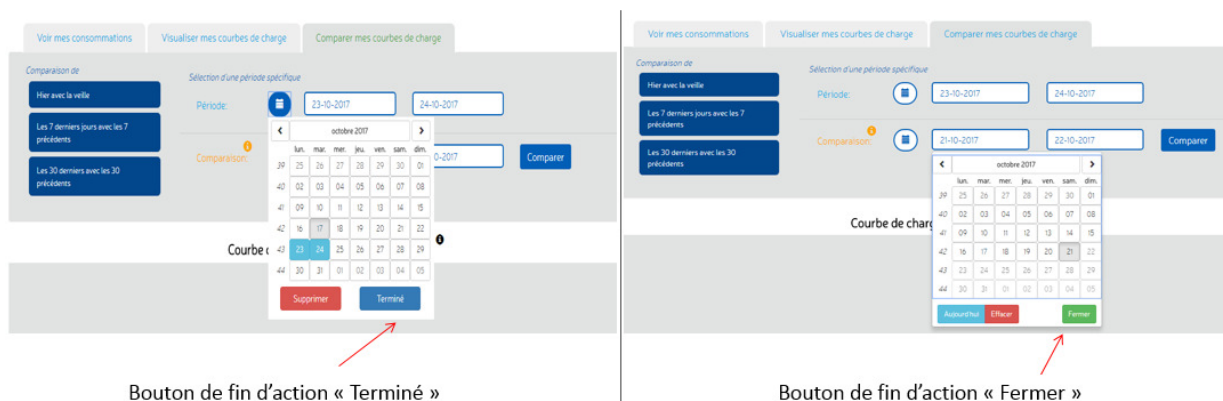 Voir mes consommations
Visualiser mes courbes de charge
Comparer mes courbes de charge
Comparaison de
Hier avec la veille
Les 7 derniers jours avec les 7
précédents
Les 30 derniers avec les 30
précédents
Sélection d'une période spécifique
Période:
23-10-2017
24-10-2017
Comparaison:
0-2017
Comparer
octobre 2017
lun. mar. mer. jeu. ven. sam. dim.
39 25 26 27 28 29 30 01
40 02 03 04 05 06 07 08
41 09 10 11 12 13 14 15
42 16 17 18 19 20 21 22
43 23 24 25 26 27 28 29
44 30 31 01 02 03 04 05
Supprimer
Terminé
Courbe c
Bouton de fin d'action « Terminé »
Voir mes consommations
Visualiser mes courbes de charge
Comparer mes courbes de charge
Comparaison de
Hier avec la veille
Les 7 derniers jours avec les 7
précédents
Les 30 derniers avec les 30
précédents
Sélection d'une période spécifique
Période:
23-10-2017
24-10-2017
Comparaison:
21-10-2017
22-10-2017
Comparer
octobre 2017
lun. mar. mer. jeu. ven. sam. dim.
39 25 26 27 28 29 30 01
40 02 03 04 05 06 07 08
41 09 10 11 12 13 14 15
42 16 17 18 19 20 21 22
43 23 24 25 26 27 28 29
44 30 31 01 02 03 04 05
Aujourd'hui
Effacer
Fermer
Courbe de charg
Bouton de fin d'action « Fermer »